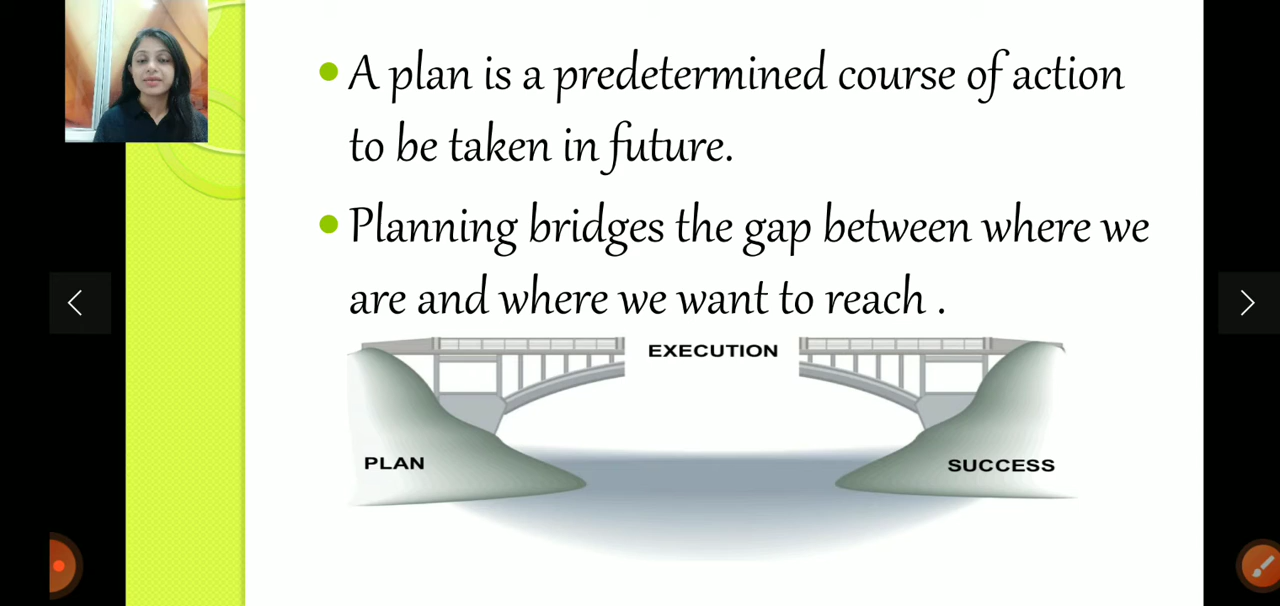 A plan is a predetermined course of action
to be taken in future.
Planning bridges the gap between where we
are and where we want to reach .
EXECUTION
PLAN
SUCCESS